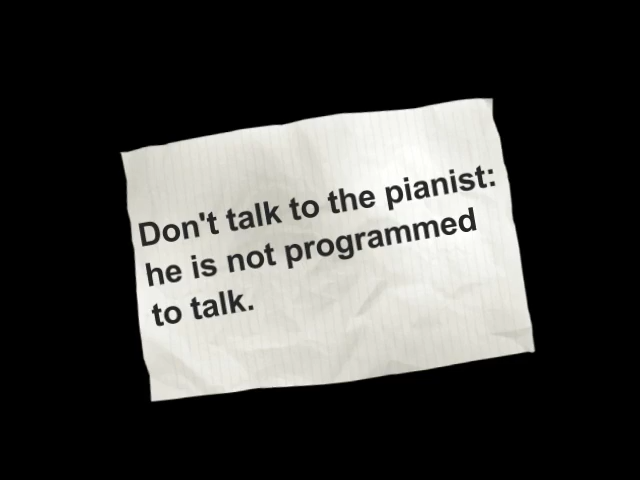 Don't talk to the pianist:
he is not programmed
to talk.